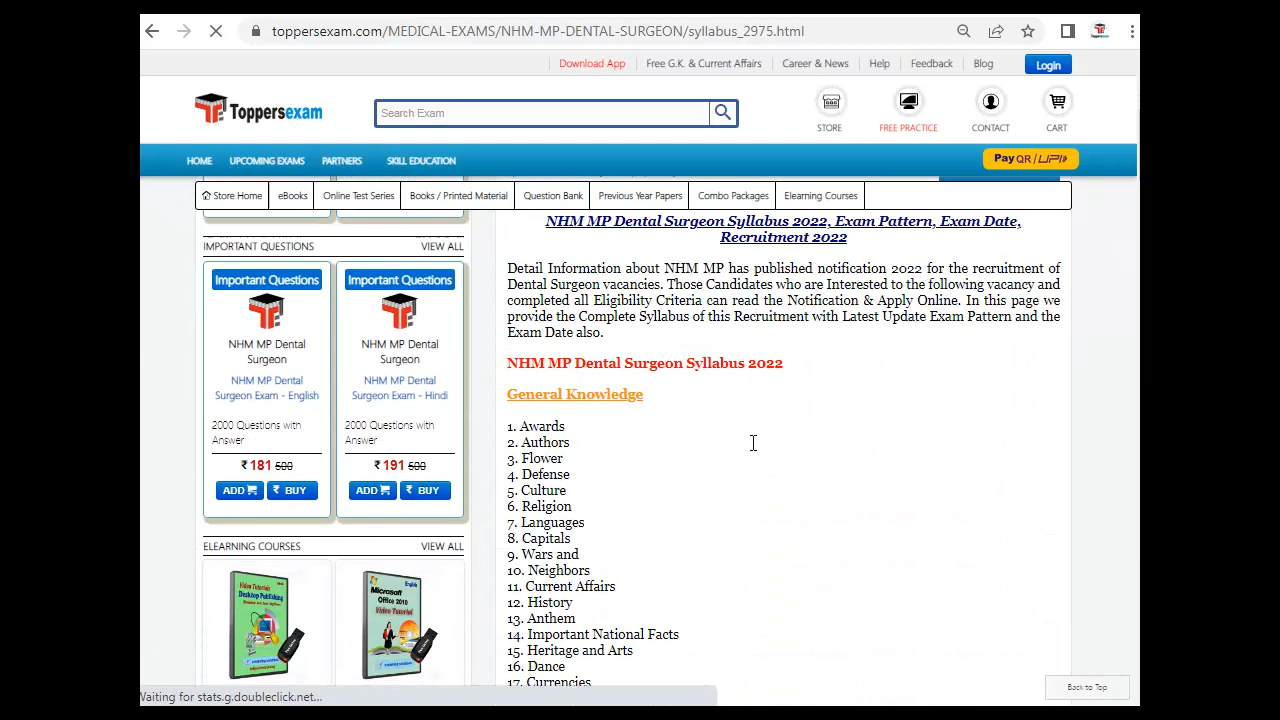 toppersexam.com/MEDICAL-EXAMS/NHM-MP-DENTAL-SURGEON/syllabus_2975.html
Download App
Free G.K. & Current Affairs
Career & News
Help
Feedback
Blog
Login
Toppersexam
Search Exam
STORE
FREE PRACTICE
CONTACT
CART
HOME
UPCOMING EXAMS
PARTNERS
SKILL EDUCATION
Pay QR / UPI
Store Home
eBooks
Online Test Series
Books / Printed Material
Question Bank
Previous Year Papers
Combo Packages
Elearning Courses
IMPORTANT QUESTIONS
VIEW ALL
Important Questions
NHM MP Dental
Surgeon
NHM MP Dental
Surgeon Exam - English
2000 Questions with
Answer
₹ 181 500
ADD
₹ BUY
Important Questions
NHM MP Dental
Surgeon
NHM MP Dental
Surgeon Exam - Hindi
2000 Questions with
Answer
₹ 191 500
ADD
₹ BUY
ELEARNING COURSES
VIEW ALL
Video Tutorials
Desktop Publishing
English
Microsoft
Office 2010
Video Tutorial
NHM MP Dental Surgeon Syllabus 2022, Exam Pattern, Exam Date,
Recruitment 2022
Detail Information about NHM MP has published notification 2022 for the recruitment of
Dental Surgeon vacancies. Those Candidates who are Interested to the following vacancy and
completed all Eligibility Criteria can read the Notification & Apply Online. In this page we
provide the Complete Syllabus of this Recruitment with Latest Update Exam Pattern and the
Exam Date also.
NHM MP Dental Surgeon Syllabus 2022
General Knowledge
1. Awards
2. Authors
3. Flower
4. Defense
5. Culture
6. Religion
7. Languages
8. Capitals
9. Wars and
10. Neighbors
11. Current Affairs
12. History
13. Anthem
14. Important National Facts
15. Heritage and Arts
16. Dance
17. Currencies
Back to Top
Waiting for stats.g.doubleclick.net...